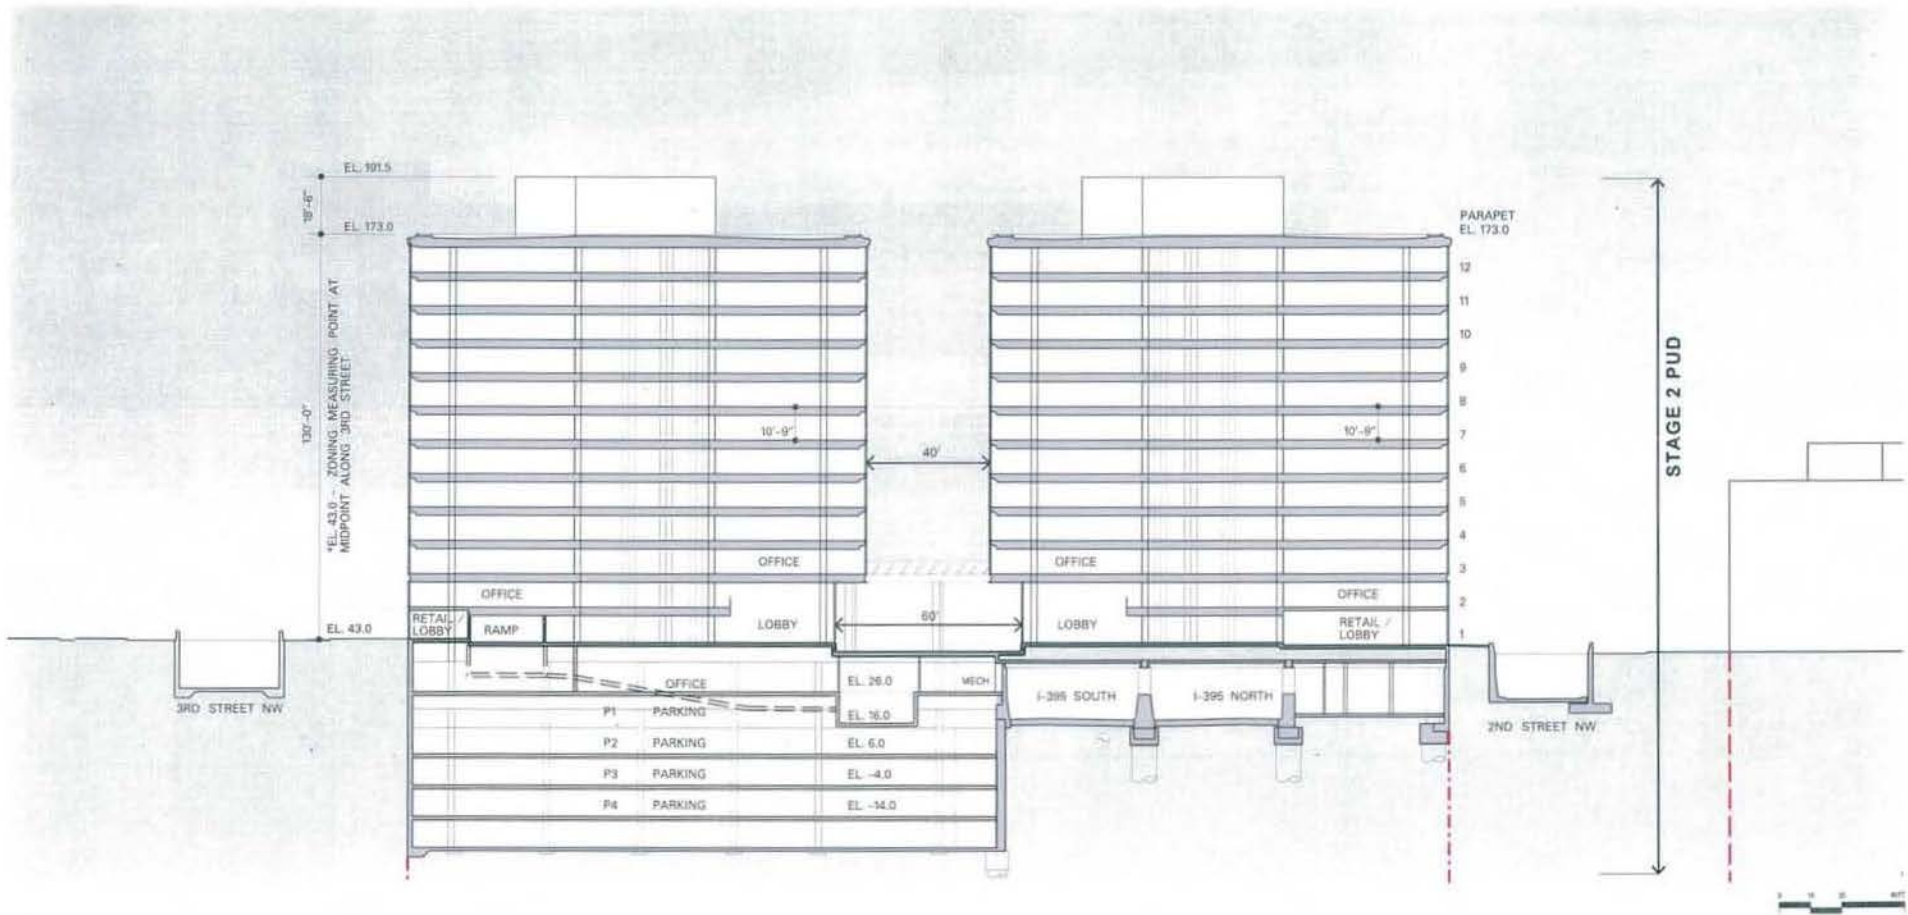 EL. 191.5
18'-6"
EL. 173.0
130'-0"
*EL. 43.0 - ZONING MEASURING POINT AT
MIDPOINT ALONG 3RD STREET
EL. 43.0
PARAPET
EL. 173.0
12
11
10
9
8
7
6
5
4
3
2
1
10'-9"
10'-9"
40'
STAGE 2 PUD
OFFICE
OFFICE
OFFICE
OFFICE
RETAIL /
LOBBY
RAMP
LOBBY
60'
LOBBY
RETAIL /
LOBBY
3RD STREET NW
OFFICE
EL. 26.0
MECH
I-395 SOUTH
I-395 NORTH
2ND STREET NW
P1 PARKING EL. 16.0
P2 PARKING EL. 6.0
P3 PARKING EL. -4.0
P4 PARKING EL. -14.0